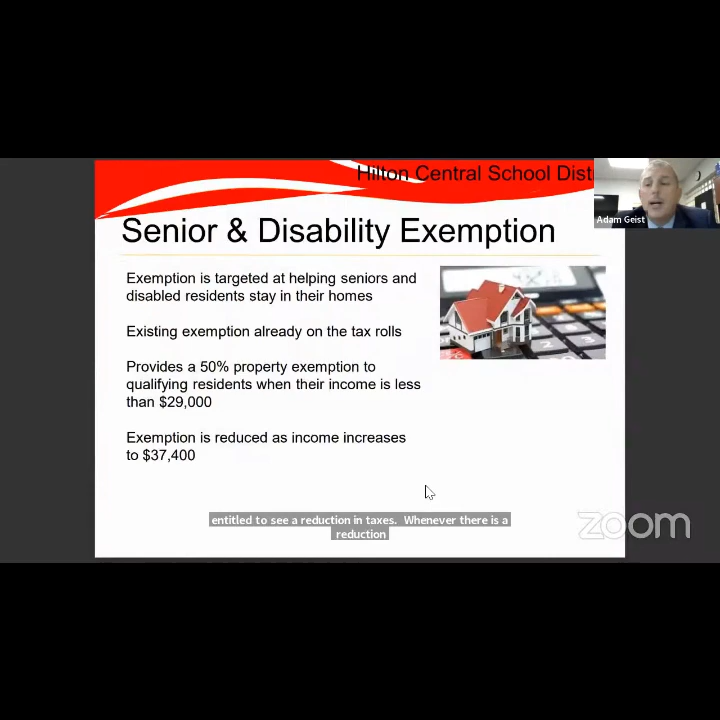 Hilton Central School Dist
Adam Geist
Senior & Disability Exemption
Exemption is targeted at helping seniors and
disabled residents stay in their homes
Existing exemption already on the tax rolls
Provides a 50% property exemption to
qualifying residents when their income is less
than $29,000
Exemption is reduced as income increases
to $37,400
entitled to see a reduction in taxes. Whenever there is a
reduction
zoom